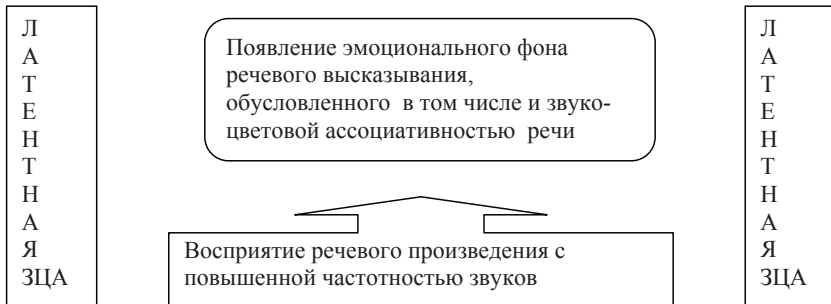 Л
А
Т
Е
Н
Т
Н
А
Я
ЗЦА
Появление эмоционального фона
речевого высказывания,
обусловленного в том числе и звуко-
цветовой ассоциативностью речи
Восприятие речевого произведения с
повышенной частотностью звуков
Л
А
Т
Е
Н
Т
Н
А
Я
ЗЦА